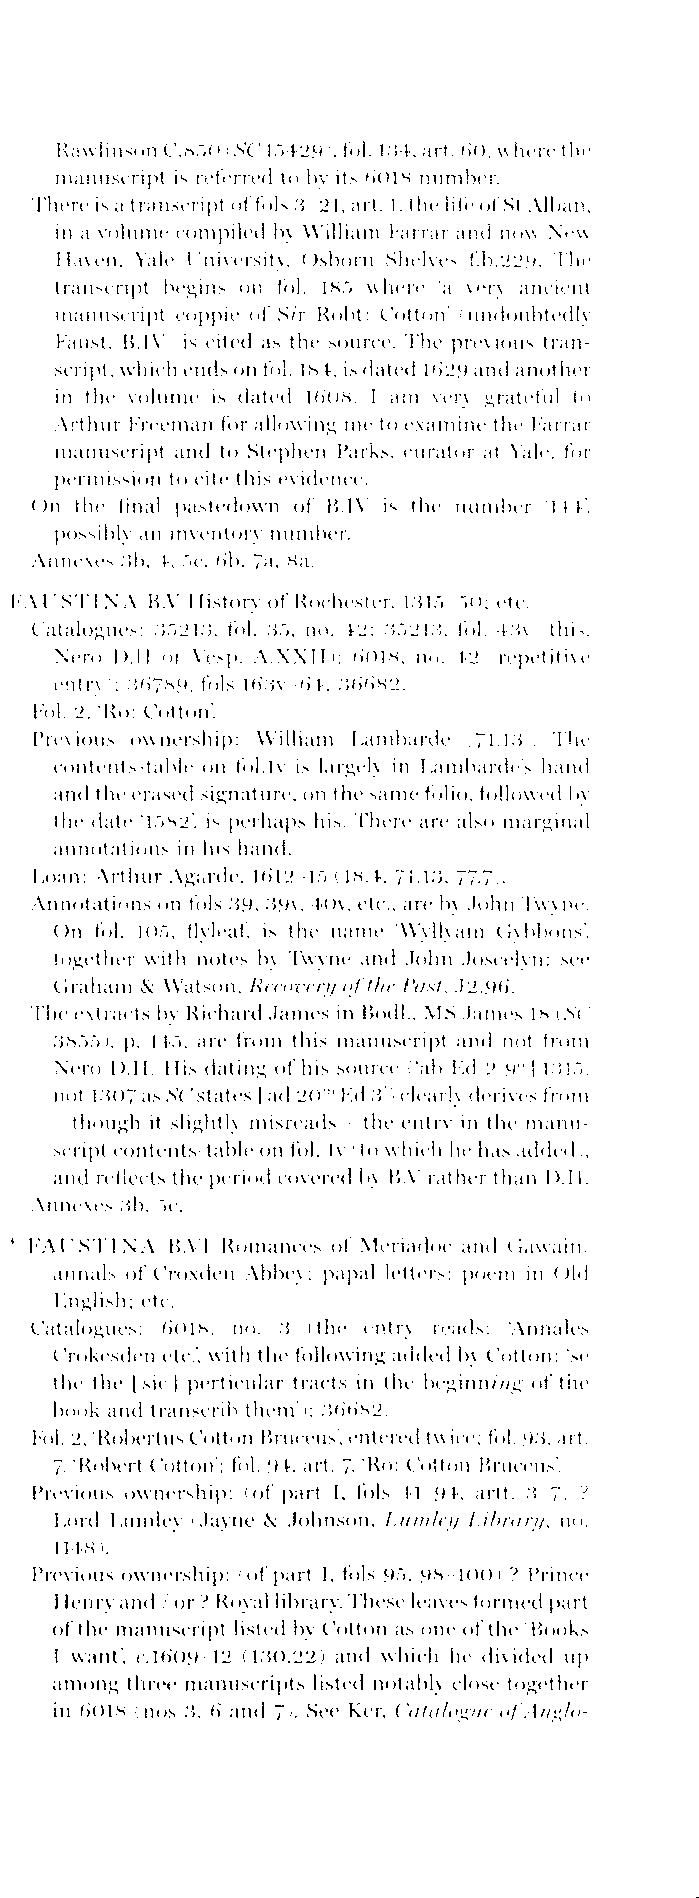 Rawlinson C.850 (SC 15429), fol. 134, art. 60, where the
manuscript is referred to by its 6018 number.
There is a transcript of fols 3–21, art. 1, the life of St Alban,
in a volume compiled by William Farrar and now New
Haven, Yale University, Osborn Shelves f.b.229. The
transcript begins on fol. 185 where 'a very ancient
manuscript coppie of Sir Robt: Cotton' (undoubtedly
Faust. B.IV) is cited as the source. The previous tran-
script, which ends on fol. 184, is dated 1629 and another
in the volume is dated 1608. I am very grateful to
Arthur Freeman for allowing me to examine the Farrar
manuscript and to Stephen Parks, curator at Yale, for
permission to cite this evidence.
On the final pastedown of B.IV is the number '144',
possibly an inventory number.
Annexes 3b, 4, 5c, 6b, 7a, 8a.
FAUSTINA B.V History of Rochester, 1315–50; etc.
Catalogues: 35213, fol. 35, no. 42; 35213, fol. 43v (this,
Nero D.II or Vesp. A.XXII); 6018, no. 42 (repetitive
entry); 36789, fols 163v–64; 36682.
Fol. 2, 'Ro: Cotton'.
Previous ownership: William Lambarde (71.13). The
contents-table on fol.1v is largely in Lambarde's hand
and the erased signature, on the same folio, followed by
the date '1582', is perhaps his. There are also marginal
annotations in his hand.
Loan: Arthur Agarde, 1612–15 (18.4, 71.13, 77.7).
Annotations on fols 39, 39v, 40v, etc., are by John Twyne.
On fol. 105, flyleaf, is the name 'Wyllyam Gybbons',
together with notes by Twyne and John Joscelyn: see
Graham & Watson, Recovery of the Past, J2.96.
The extracts by Richard James in Bodl., MS James 18 (SC
3855), p. 145, are from this manuscript and not from
Nero D.II. His dating of his source ('ab Ed 2 9º [1315,
not 1307 as SC states] ad 20m Ed 3') clearly derives from
– though it slightly misreads – the entry in the manu-
script contents-table on fol. 1v (to which he has added),
and reflects the period covered by B.V rather than D.II.
Annexes 3b, 5c.
* FAUSTINA B.VI Romances of Meriadoc and Gawain;
annals of Croxden Abbey; papal letters; poem in Old
English; etc.
Catalogues: 6018, no. 3 (the entry reads: 'Annales
Crokesden etc.', with the following added by Cotton: 'se
the the [sic] perticular tracts in the beginning of the
book and transcrib them'); 36682.
Fol. 2, 'Robertus Cotton Bruceus', entered twice; fol. 93, art.
7, 'Robert Cotton'; fol. 94, art. 7, 'Ro: Cotton Bruceus'.
Previous ownership: (of part I, fols 41–94, artt. 3–7) ?
Lord Lumley (Jayne & Johnson, Lumley Library, no.
1148).
Previous ownership: (of part I, fols 95, 98–100) ? Prince
Henry and / or ? Royal library. These leaves formed part
of the manuscript listed by Cotton as one of the 'Books
I want', c.1609–12 (130.22) and which he divided up
among three manuscripts listed notably close together
in 6018 (nos 3, 6 and 7). See Ker, Catalogue of Anglo-